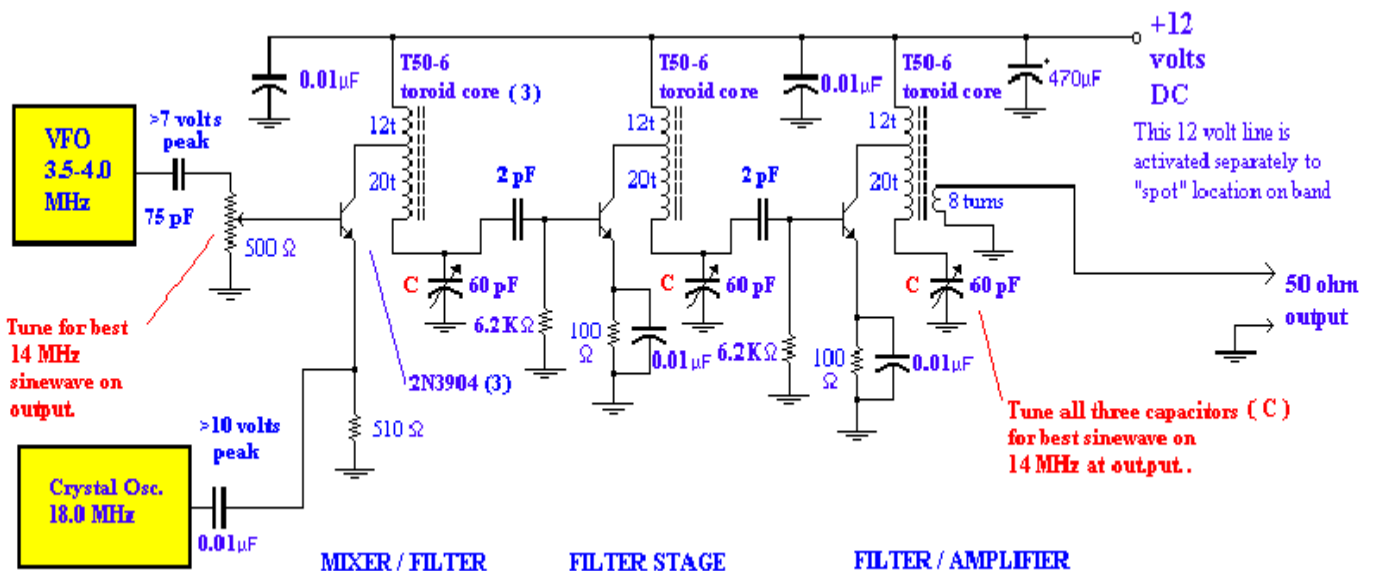 +12
volts
DC
This 12 volt line is
activated separately to
"spot" location on band
0.01µF
T50-6
toroid core (3)
T50-6
toroid core
0.01µF
T50-6
toroid core
470µF
VFO
3.5-4.0
MHz
>7 volts
peak
75 pF
500 Ω
12t
20t
2 pF
12t
20t
2 pF
12t
20t
8 turns
C
60 pF
C
60 pF
C
60 pF
50 ohm
output
Tune for best
14 MHz
sinewave on
output.
6.2KΩ
100
Ω
0.01µF
6.2KΩ
100
Ω
0.01µF
2N3904 (3)
510 Ω
Tune all three capacitors ( C )
for best sinewave on
14 MHz at output..
>10 volts
peak
Crystal Osc.
18.0 MHz
0.01µF
MIXER / FILTER
FILTER STAGE
FILTER / AMPLIFIER